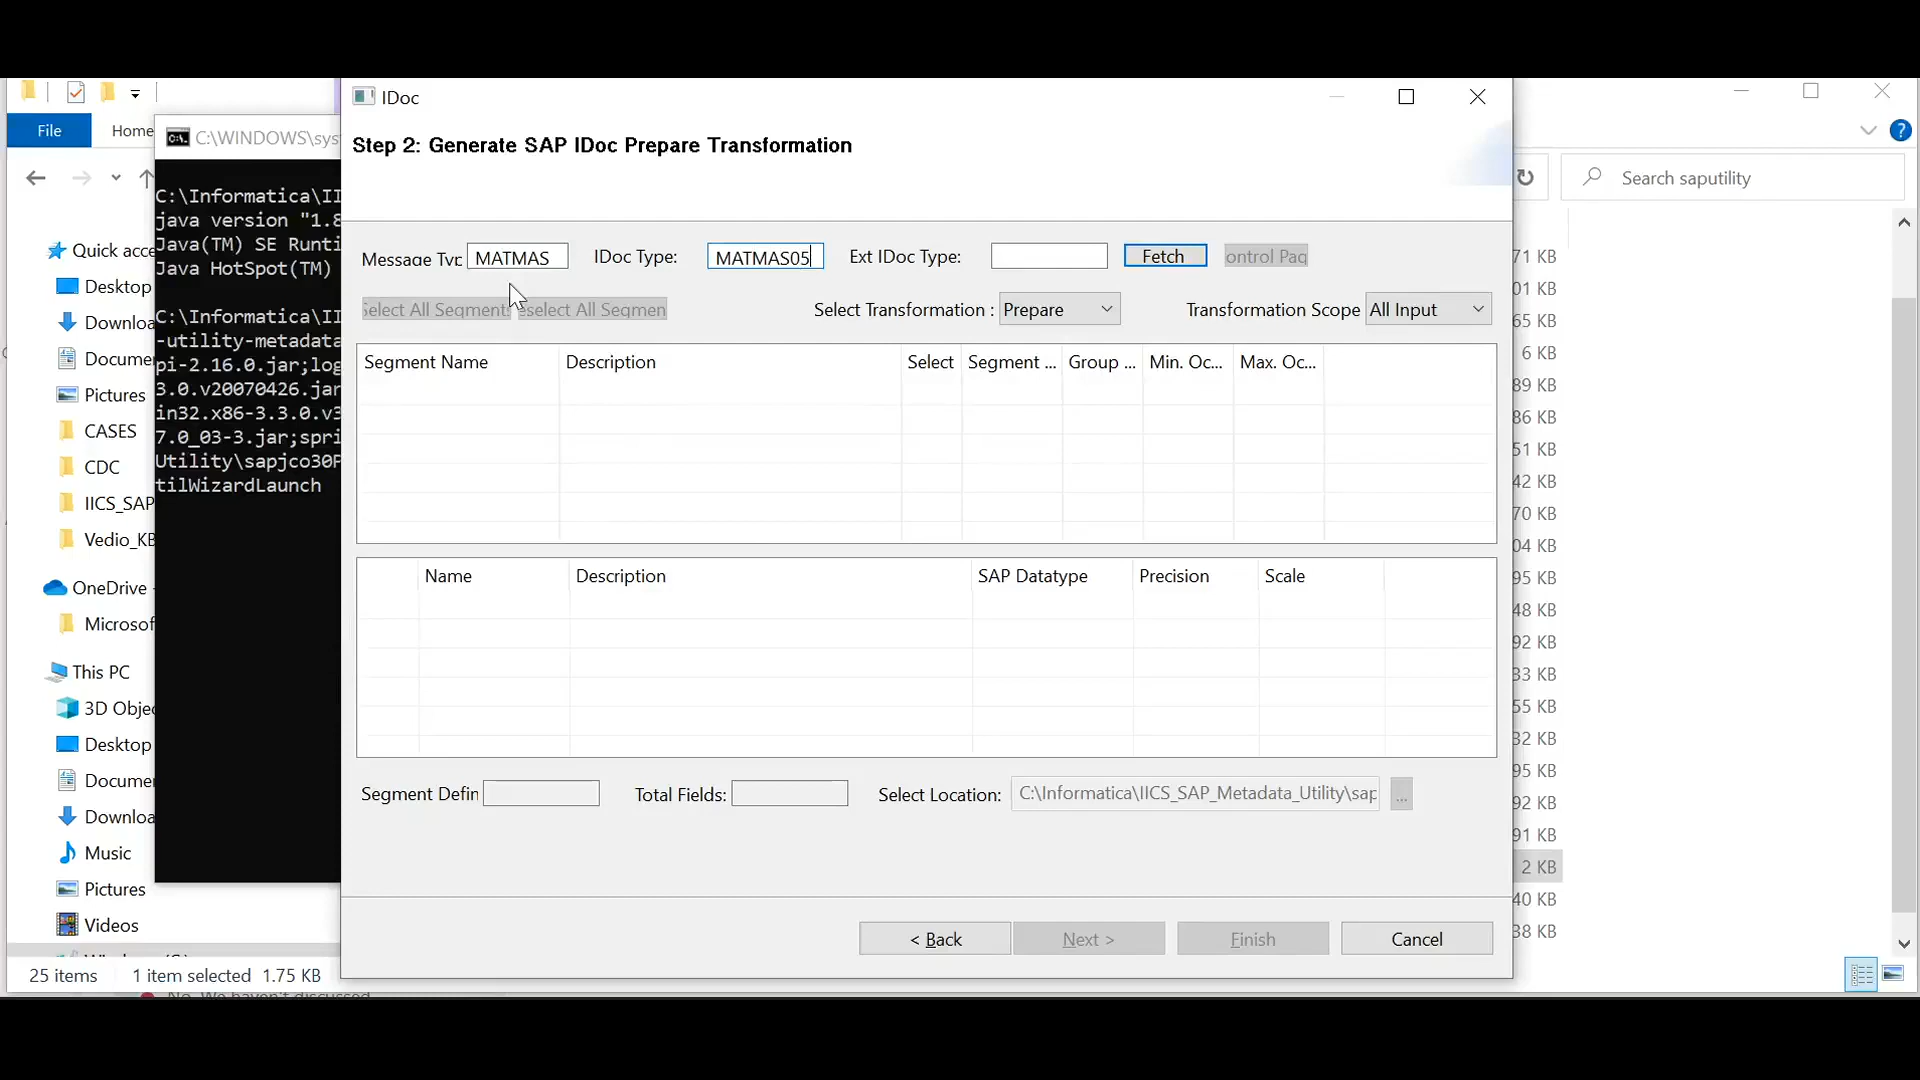 IDoc
Step 2: Generate SAP IDoc Prepare Transformation
File
Home
C:\WINDOWS\sys
Search saputility
C:\Informatica\II
java version "1.8
Java(TM) SE Runti
Java HotSpot(TM)
C:\Informatica\II
-utility-metadata
pi-2.16.0.jar;log
3.0.v20070426.jar
in32.x86-3.3.0.v3
7.0_03-3.jar;spri
Utility\sapjco30P
tilWizardLaunch
Quick acce
Desktop
Downloa
Documer
Pictures
CASES
CDC
IICS_SAP
Vedio_KB
OneDrive -
Microsof
This PC
3D Objec
Desktop
Documer
Downloa
Music
Pictures
Videos
25 items 1 item selected 1.75 KB
Message Typ MATMAS IDoc Type: MATMAS05 Ext IDoc Type: Fetch ontrol Pag
Select All Segments eselect All Segmen Select Transformation : Prepare Transformation Scope All Input
Segment Name Description Select Segment ... Group ... Min. Oc... Max. Oc...
Name Description SAP Datatype Precision Scale
Segment Defin Total Fields: Select Location: C:\Informatica\IICS_SAP_Metadata_Utility\sap ...
< Back Next > Finish Cancel
71 KB
01 KB
65 KB
6 KB
89 KB
86 KB
51 KB
42 KB
70 KB
04 KB
95 KB
48 KB
92 KB
33 KB
55 KB
32 KB
95 KB
92 KB
91 KB
2 KB
40 KB
38 KB